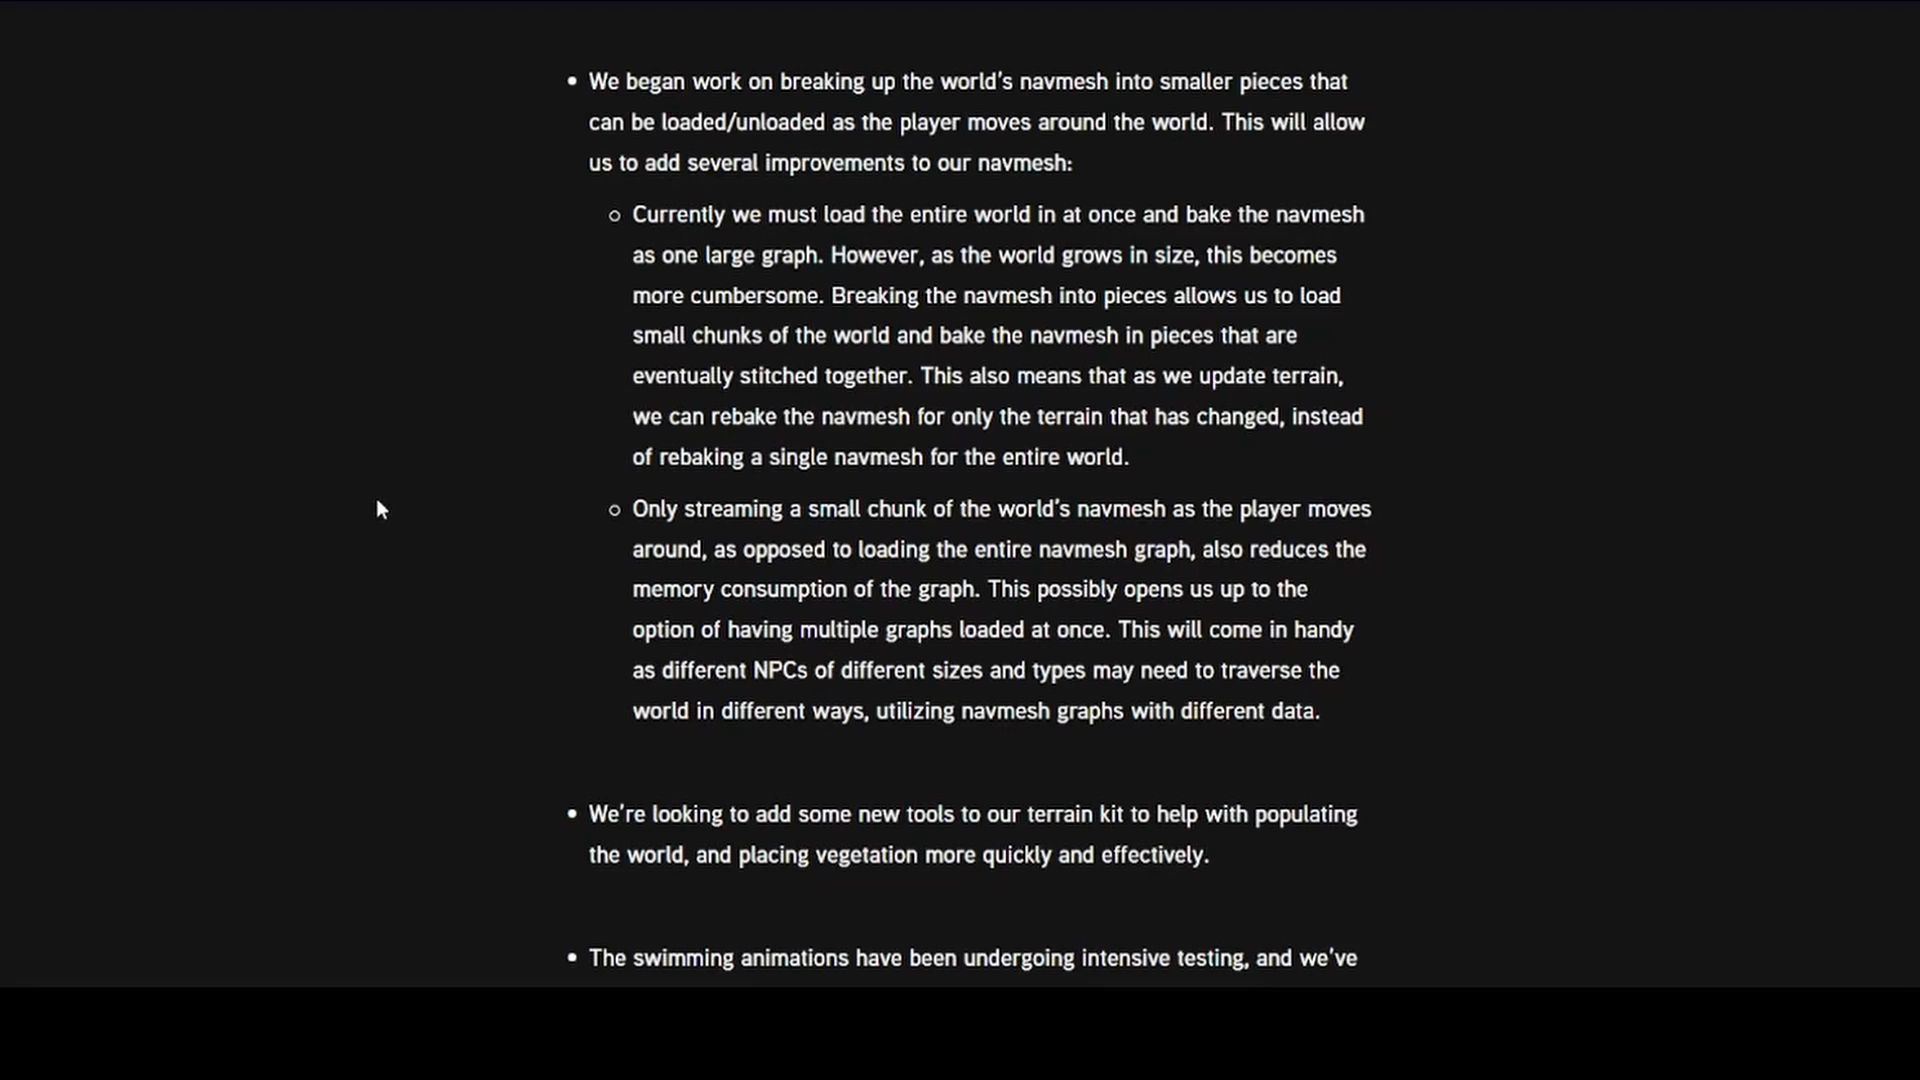 • We began work on breaking up the world's navmesh into smaller pieces that
can be loaded/unloaded as the player moves around the world. This will allow
us to add several improvements to our navmesh:
○ Currently we must load the entire world in at once and bake the navmesh
as one large graph. However, as the world grows in size, this becomes
more cumbersome. Breaking the navmesh into pieces allows us to load
small chunks of the world and bake the navmesh in pieces that are
eventually stitched together. This also means that as we update terrain,
we can rebake the navmesh for only the terrain that has changed, instead
of rebaking a single navmesh for the entire world.
○ Only streaming a small chunk of the world's navmesh as the player moves
around, as opposed to loading the entire navmesh graph, also reduces the
memory consumption of the graph. This possibly opens us up to the
option of having multiple graphs loaded at once. This will come in handy
as different NPCs of different sizes and types may need to traverse the
world in different ways, utilizing navmesh graphs with different data.
• We're looking to add some new tools to our terrain kit to help with populating
the world, and placing vegetation more quickly and effectively.
• The swimming animations have been undergoing intensive testing, and we've